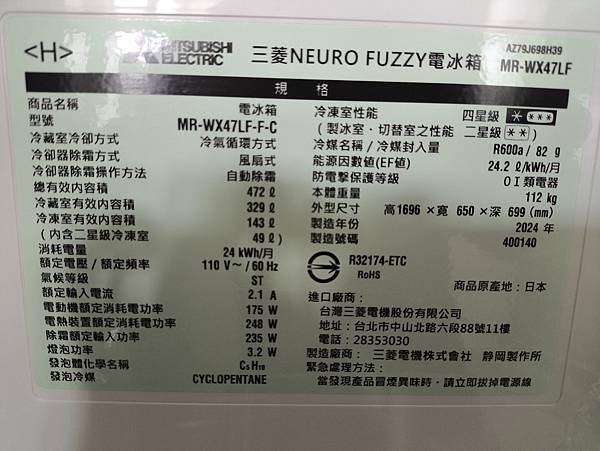 <H> MITSUBISHI ELECTRIC 三菱NEURO FUZZY電冰箱 AZ79J698H39 MR-WX47LF
規 格
商品名稱 電冰箱
型號 MR-WX47LF-F-C
冷藏室冷卻方式 冷氣循環方式
冷卻器除霜方式 風扇式
冷卻器除霜操作方法 自動除霜
總有效內容積 472 ℓ
冷藏室有效內容積 329 ℓ
冷凍室有效內容積 143 ℓ
(內含二星級冷凍室 49 ℓ)
消耗電量 24 kWh/月
額定電壓/額定頻率 110 V~/60 Hz
氣候等級 ST
額定輸入電流 2.1 A
電動機額定消耗電功率 175 W
電熱裝置額定消耗電功率 248 W
除霜額定輸入功率 235 W
燈泡功率 3.2 W
發泡體化學名稱 C5H10
發泡冷媒 CYCLOPENTANE
冷凍室性能 四星級 * ***
(製冰室・切替室之性能 二星級 **)
冷媒名稱/冷媒封入量 R600a/ 82 g
能源因數值(EF值) 24.2 ℓ/kWh/月
防電擊保護等級 0I類電器
本體重量 112 kg
外型尺寸 高1696×寬 650×深 699(mm)
製造年份 2024 年
製造號碼 400140
R32174-ETC
RoHS
商品原產地:日本
進口廠商:
台灣三菱電機股份有限公司
地址:台北市中山北路六段88號11樓
電話:28353030
製造廠商: 三菱電機株式會社 靜岡製作所
緊急處理方法:
當發現產品冒煙異味時,請立即拔掉電源線